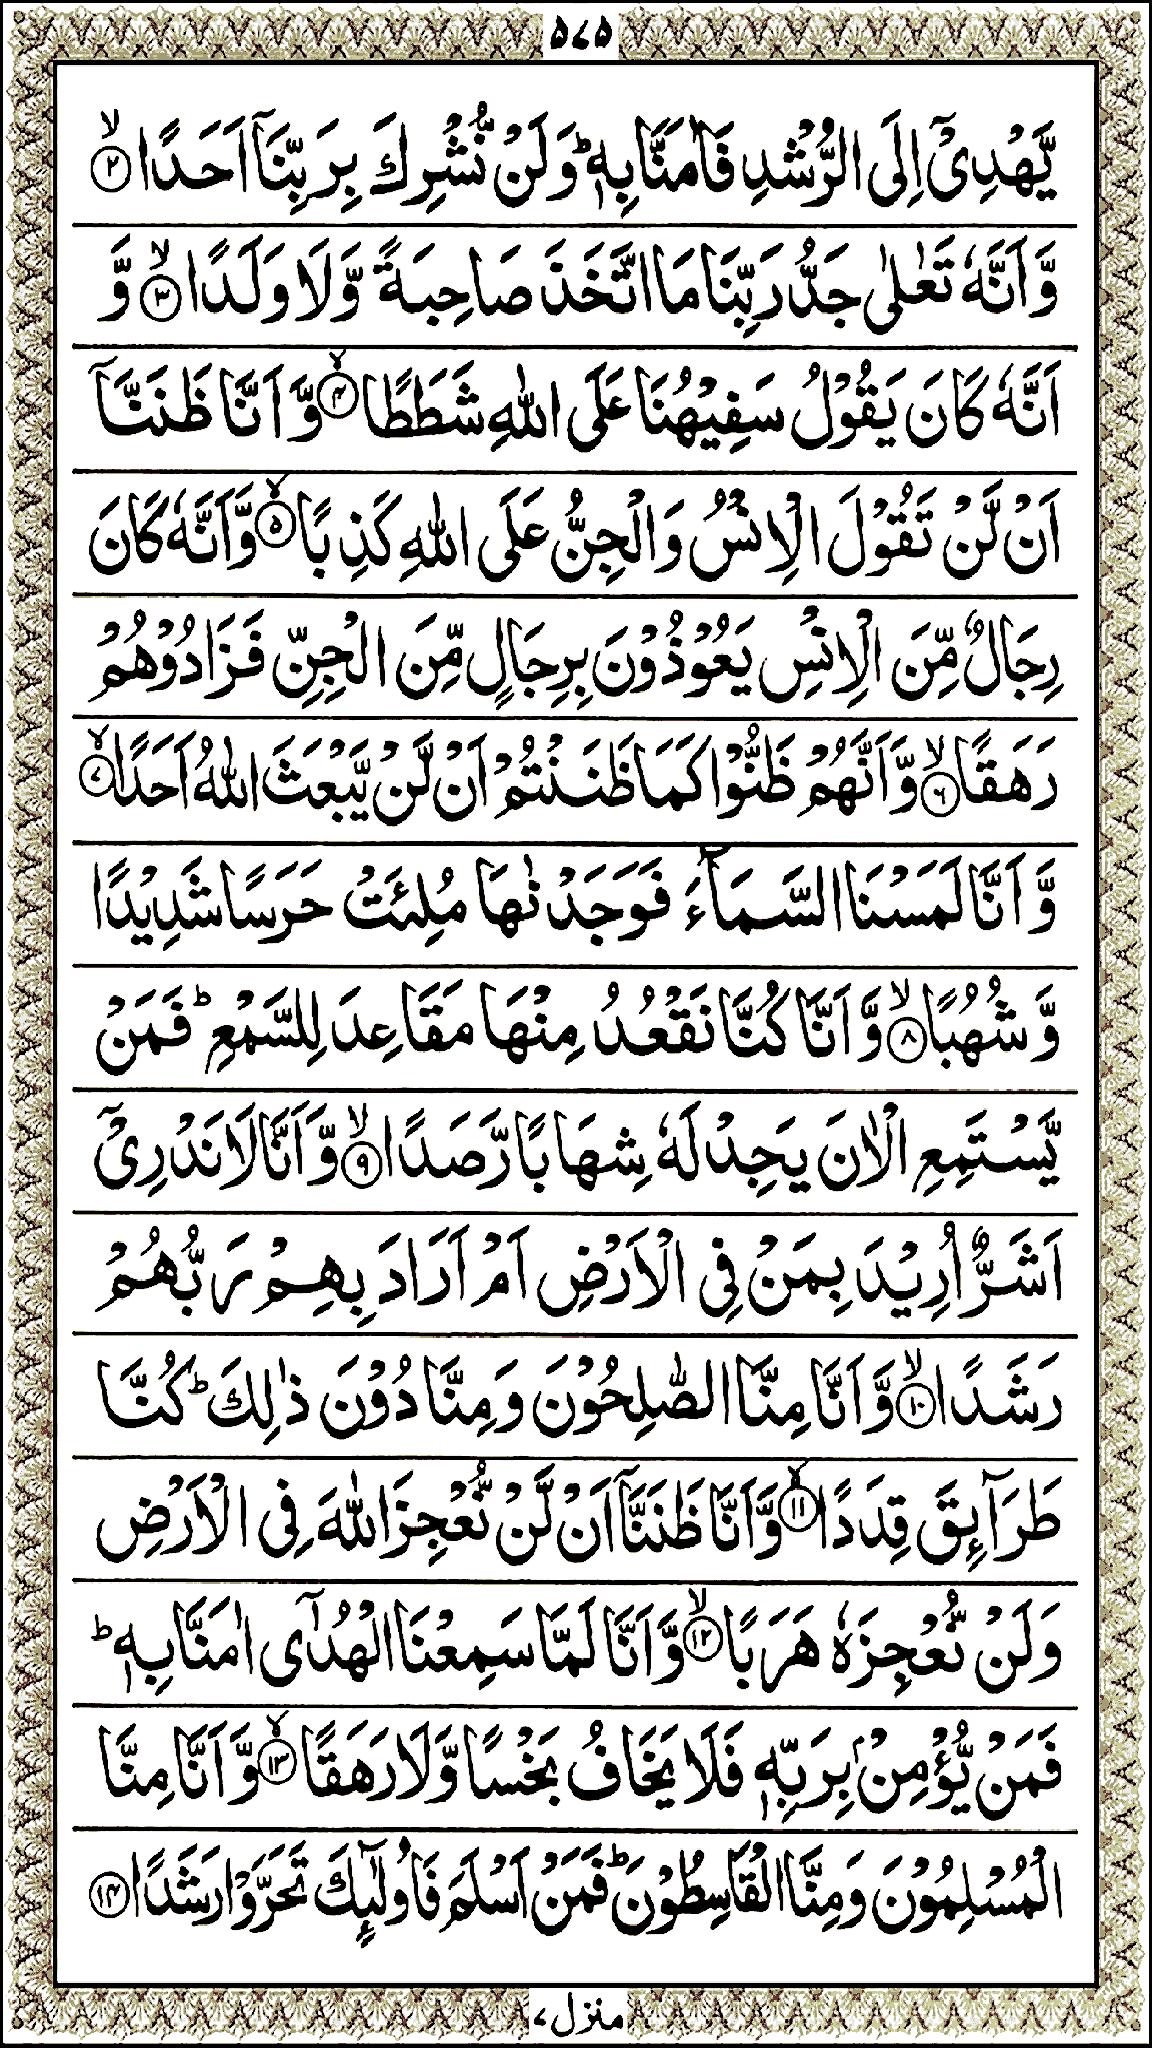 ۵۷۵
يَّهْدِىْۤ اِلَى الرُّشْدِ فَاٰمَنَّا بِهٖ ؕ وَلَنْ نُّشْرِكَ بِرَبِّنَاۤ اَحَدًا ۙ‏﴿۲﴾
وَّاَنَّهٗ تَعٰلٰى جَدُّ رَبِّنَا مَا اتَّخَذَ صَاحِبَةً وَّلَا وَلَدًا ۙ‏﴿۳﴾ وَّ
اَنَّهٗ كَانَ يَقُوْلُ سَفِيْهُنَا عَلَى اللّٰهِ شَطَطًا ۙ‏﴿۴﴾ وَّاَنَّا ظَنَنَّاۤ
اَنْ لَّنْ تَقُوْلَ الْاِنْسُ وَالْجِنُّ عَلَى اللّٰهِ كَذِبًا ۙ‏﴿۵﴾ وَّاَنَّهٗ كَانَ
رِجَالٌ مِّنَ الْاِنْسِ يَعُوْذُوْنَ بِرِجَالٍ مِّنَ الْجِنِّ فَزَادُوْهُمْ
رَهَقًا ۙ‏﴿۶﴾ وَّاَنَّهُمْ ظَنُّوْا كَمَا ظَنَنْتُمْ اَنْ لَّنْ يَّبْعَثَ اللّٰهُ اَحَدًا ۙ‏﴿۷﴾
وَّاَنَّا لَمَسْنَا السَّمَآءَ فَوَجَدْنٰهَا مُلِئَتْ حَرَسًا شَدِيْدًا
وَّشُهُبًا ۙ‏﴿۸﴾ وَّاَنَّا كُنَّا نَقْعُدُ مِنْهَا مَقَاعِدَ لِلسَّمْعِ ؕ فَمَنْ
يَّسْتَمِعِ الْاٰنَ يَجِدْ لَهٗ شِهَابًا رَّصَدًا ۙ‏﴿۹﴾ وَّاَنَّا لَا نَدْرِىْۤ
اَشَرٌّ اُرِيْدَ بِمَنْ فِى الْاَرْضِ اَمْ اَرَادَ بِهِمْ رَبُّهُمْ
رَشَدًا ۙ‏﴿۱۰﴾ وَّاَنَّا مِنَّا الصّٰلِحُوْنَ وَمِنَّا دُوْنَ ذٰلِكَ ؕ كُنَّا
طَرَآئِقَ قِدَدًا ۙ‏﴿۱۱﴾ وَّاَنَّا ظَنَنَّاۤ اَنْ لَّنْ نُّعْجِزَ اللّٰهَ فِى الْاَرْضِ
وَلَنْ نُّعْجِزَهٗ هَرَبًا ۙ‏﴿۱۲﴾ وَّاَنَّا لَمَّا سَمِعْنَا الْهُدٰٓى اٰمَنَّا بِهٖ ؕ
فَمَنْ يُّؤْمِنْۢ بِرَبِّهٖ فَلَا يَخَافُ بَخْسًا وَّلَا رَهَقًا ۙ‏﴿۱۳﴾ وَّاَنَّا مِنَّا
الْمُسْلِمُوْنَ وَمِنَّا الْقٰسِطُوْنَ ؕ فَمَنْ اَسْلَمَ فَاُولٰٓئِكَ تَحَرَّوْا رَشَدًا‏﴿۱۴﴾
منزل ۷